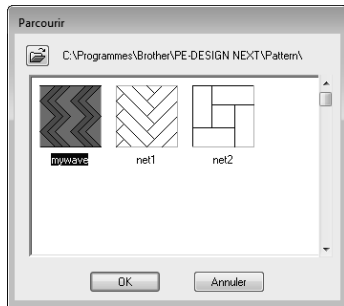 Parcourir
C:\Programmes\Brother\PE-DESIGN NEXT\Pattern\
mywave net1 net2
OK Annuler